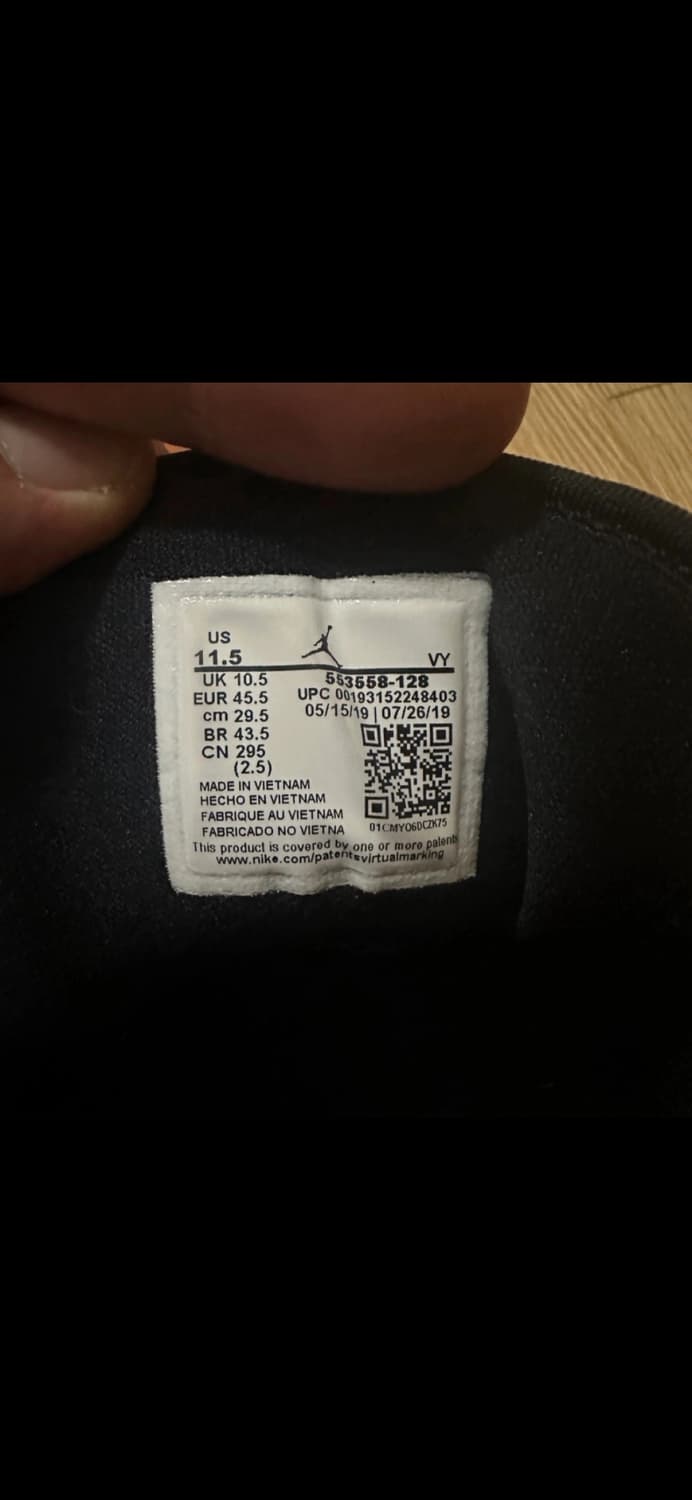 US
11.5 VY
UK 10.5 553558-128
EUR 45.5 UPC 00193152248403
cm 29.5 05/15/19 | 07/26/19
BR 43.5
CN 295
(2.5)
MADE IN VIETNAM
HECHO EN VIETNAM
FABRIQUE AU VIETNAM
FABRICADO NO VIETNA
01CMYO6DCZK75
This product is covered by one or more patents
www.nike.com/patentsvirtualmarking